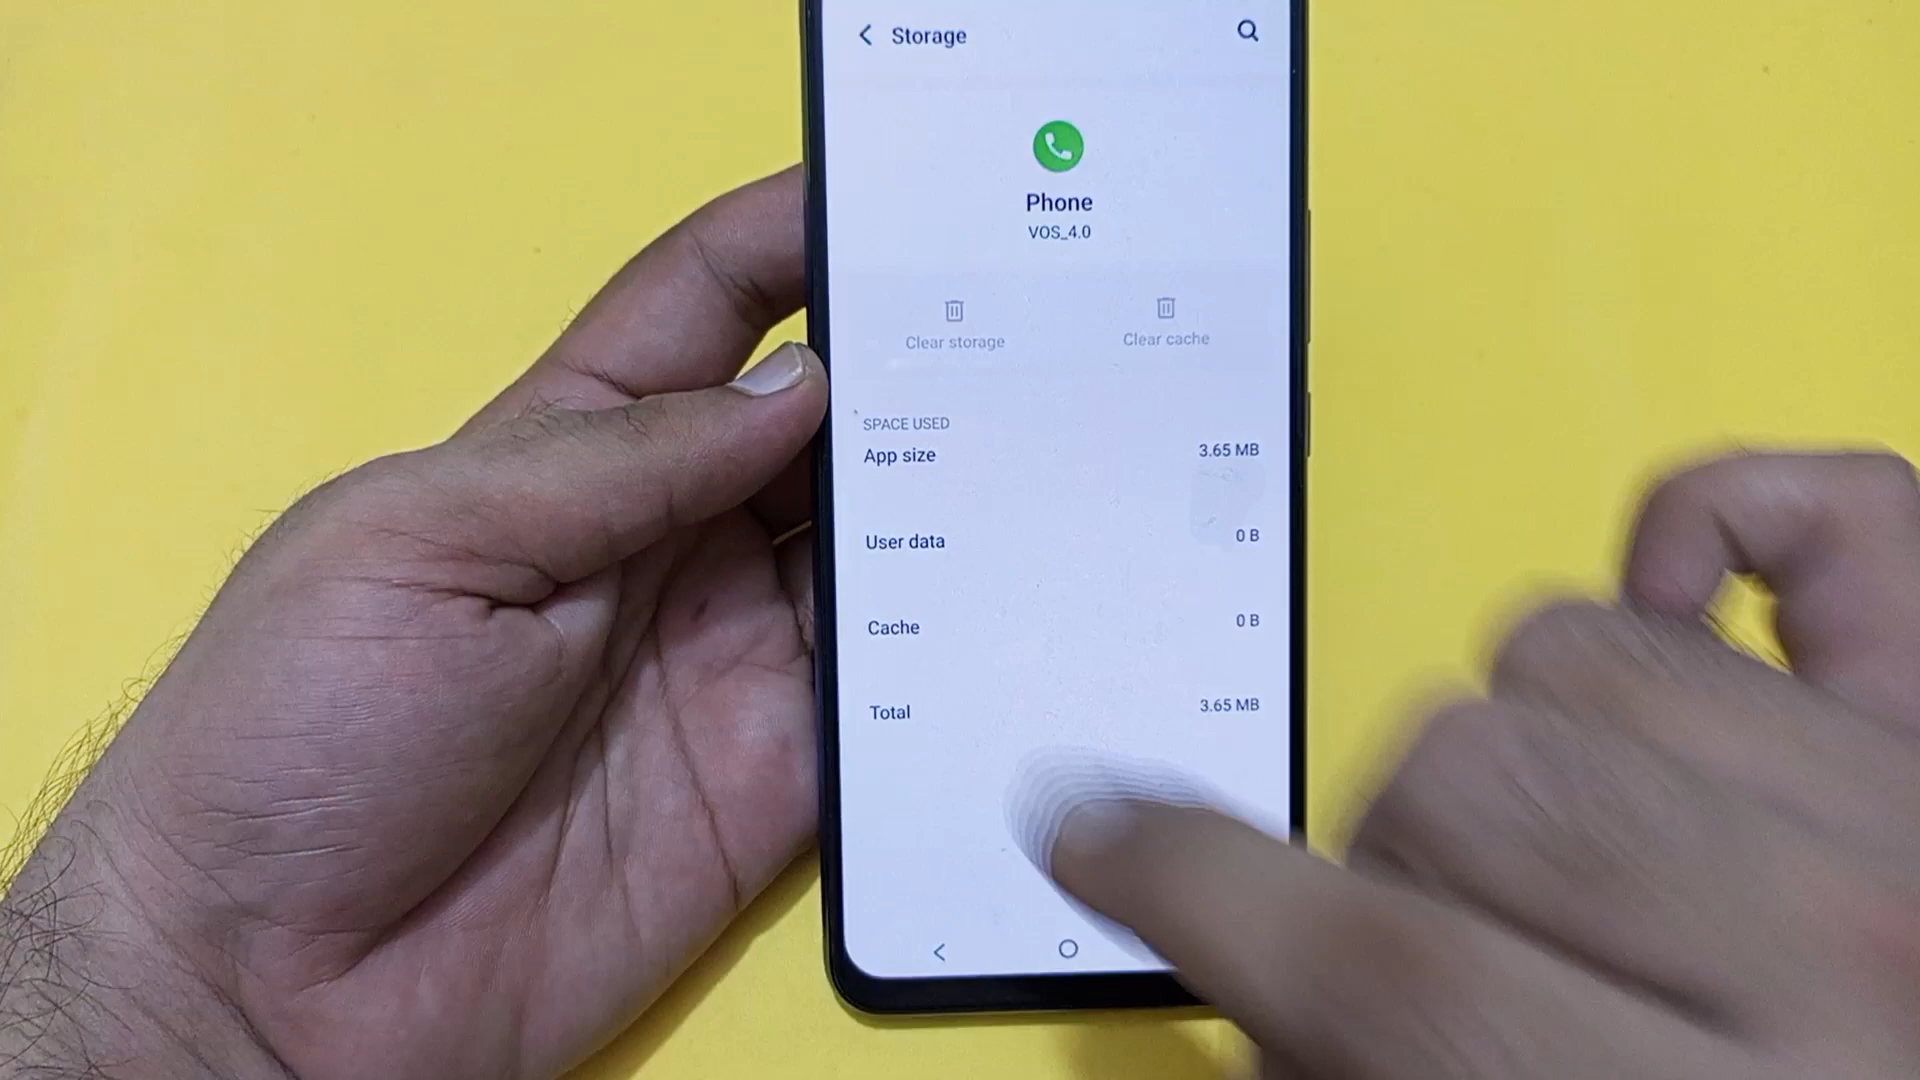 Storage
Phone
VOS_4.0
Clear storage
Clear cache
SPACE USED
App size 3.65 MB
User data 0 B
Cache 0 B
Total 3.65 MB